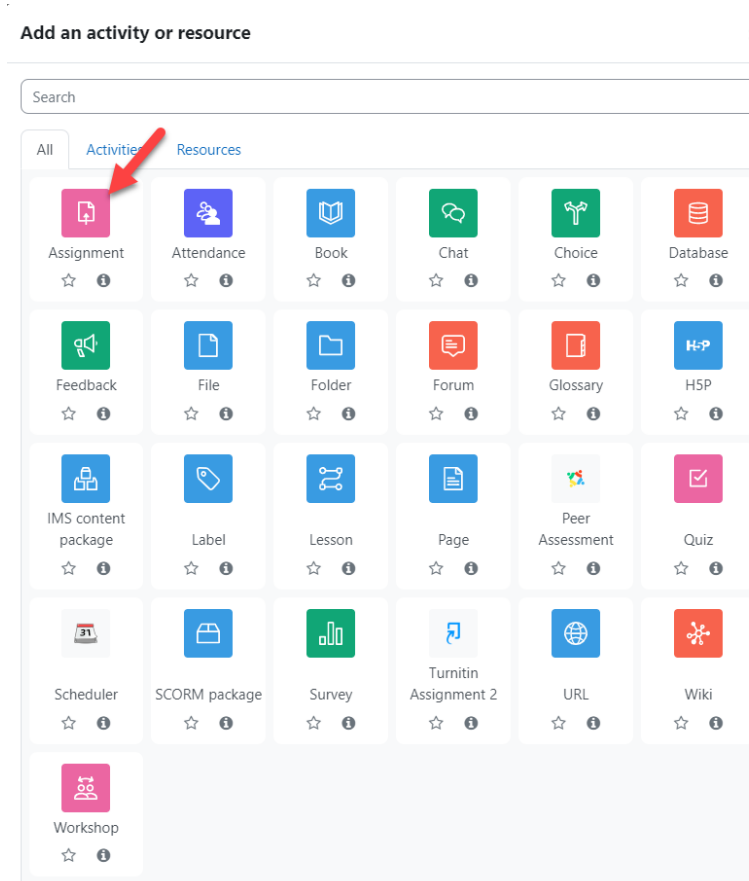 Add an activity or resource
Search
All Activities Resources
Assignment Attendance Book Chat Choice Database
H-P
Feedback File Folder Forum Glossary H5P
IMS content
package Label Lesson Page Peer
Assessment Quiz
31
Scheduler SCORM package Survey Turnitin
Assignment 2 URL Wiki
Workshop